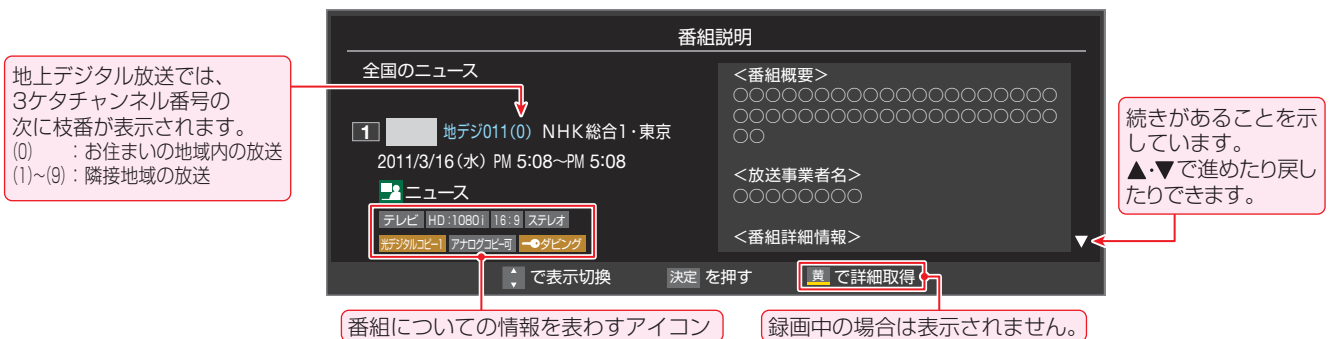 番組説明
地上デジタル放送では、
3ケタチャンネル番号の
次に枝番が表示されます。
(0) ：お住まいの地域内の放送
(1)~(9)：隣接地域の放送
全国のニュース
1 地デジ011(0) NHK総合1・東京
2011/3/16(水) PM 5:08~PM 5:08
ニュース
テレビ HD:1080i 16:9 ステレオ
光デジタルコピー1 アナログコピー可 ダビング
<番組概要>
○○○○○○○○○○○○○○○○○○○○
○○○○○○○○○○○○○○○○○○○○
○○
<放送事業者名>
○○○○○○○○
<番組詳細情報>
▼
続きがあることを示
しています。
▲・▼で進めたり戻し
たりできます。
で表示切換 決定 を押す 黄 で詳細取得
番組についての情報を表わすアイコン
録画中の場合は表示されません。